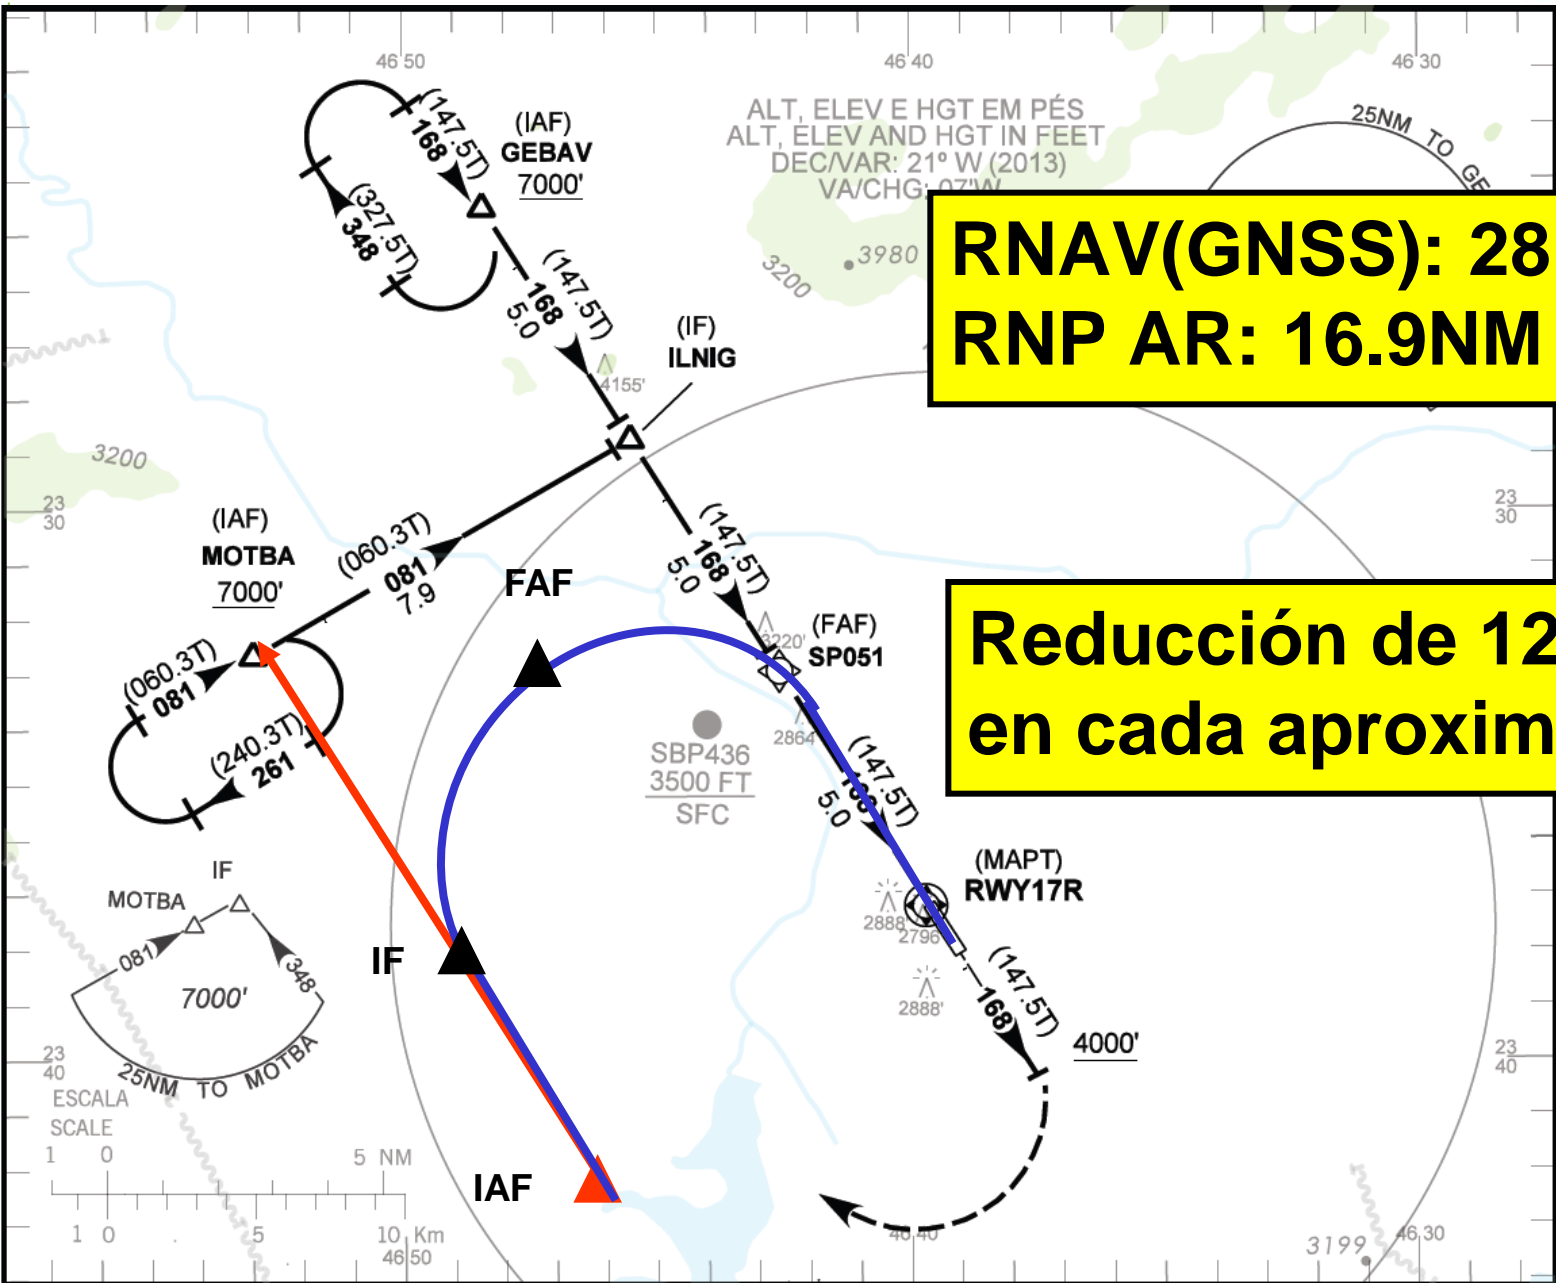 46 50
46 40
46 30
ALT, ELEV E HGT EM PÉS
ALT, ELEV AND HGT IN FEET
DEC/VAR: 21º W (2013)
VA/CHG: 07'W
25NM TO GE
(IAF)
GEBAV
7000'
(147.5T)
168
(327.5T)
348
3980
3200
RNAV(GNSS): 28
RNP AR: 16.9NM
(147.5T)
168
5.0
(IF)
ILNIG
4155'
3200
23
30
23
30
(IAF)
MOTBA
7000'
(060.3T)
081
7.9
FAF
(147.5T)
168
5.0
3220'
(FAF)
SP051
Reducción de 12
en cada aproxim
(060.3T)
081
(240.3T)
261
SBP436
3500 FT
SFC
2864'
(147.5T)
168
5.0
(MAPT)
RWY17R
2888'
2796'
2888'
IF
MOTBA
081
348
7000'
25NM TO MOTBA
IF
(147.5T)
168
4000'
23
40
23
40
ESCALA
SCALE
1 0 5 NM
1 0 5 10 Km
IAF
46 50
46 40
46 30
3199